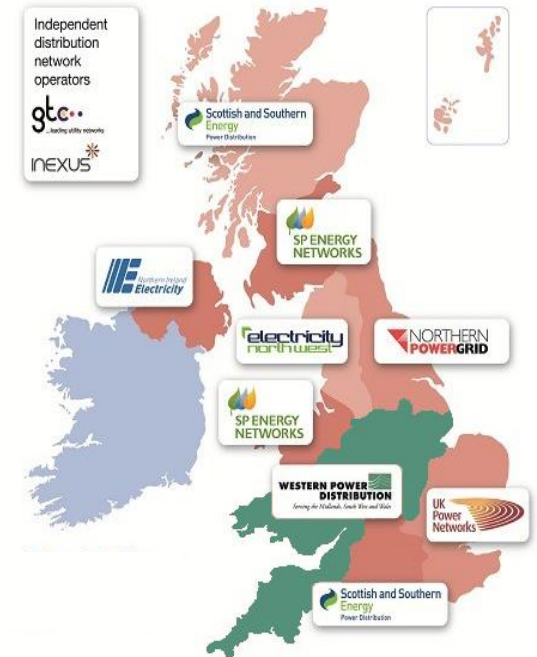 Independent
distribution
network
operators
gtc
...leading utility networks
INEXUS
Scottish and Southern
Energy
Power Distribution
SP ENERGY
NETWORKS
Northern Ireland
Electricity
electricity
north west
NORTHERN
POWERGRID
SP ENERGY
NETWORKS
WESTERN POWER
DISTRIBUTION
Serving the Midlands, South West and Wales
UK
Power
Networks
Scottish and Southern
Energy
Power Distribution